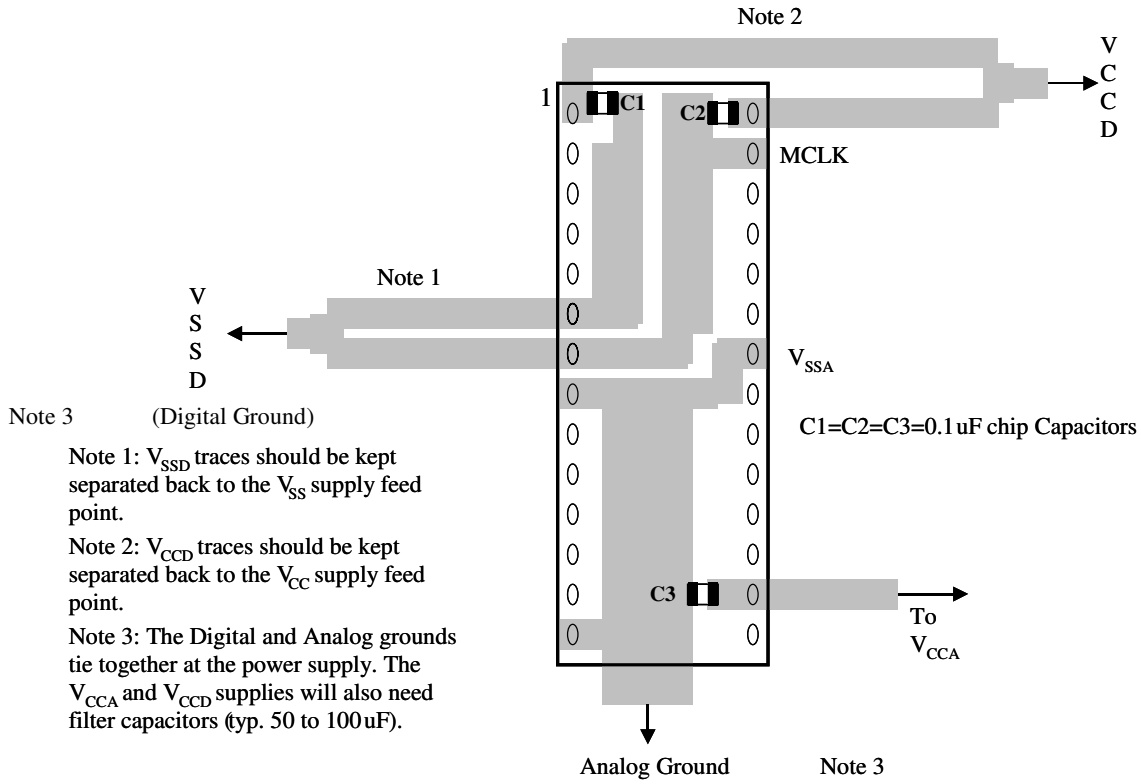 Note 2
V
C
C
D
1
C1
C2
MCLK
Note 1
V
S
S
D
VSSA
Note 3 (Digital Ground)
C1=C2=C3=0.1uF chip Capacitors
Note 1: VSSD traces should be kept
separated back to the VSS supply feed
point.
Note 2: VCCD traces should be kept
separated back to the VCC supply feed
point.
C3
To
VCCA
Note 3: The Digital and Analog grounds
tie together at the power supply. The
VCCA and VCCD supplies will also need
filter capacitors (typ. 50 to 100uF).
Analog Ground Note 3